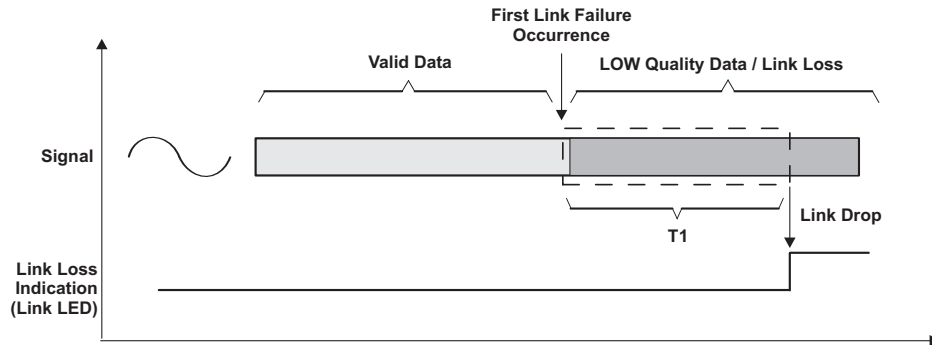 First Link Failure
Occurrence
Valid Data
LOW Quality Data / Link Loss
Signal
T1
Link Drop
Link Loss
Indication
(Link LED)